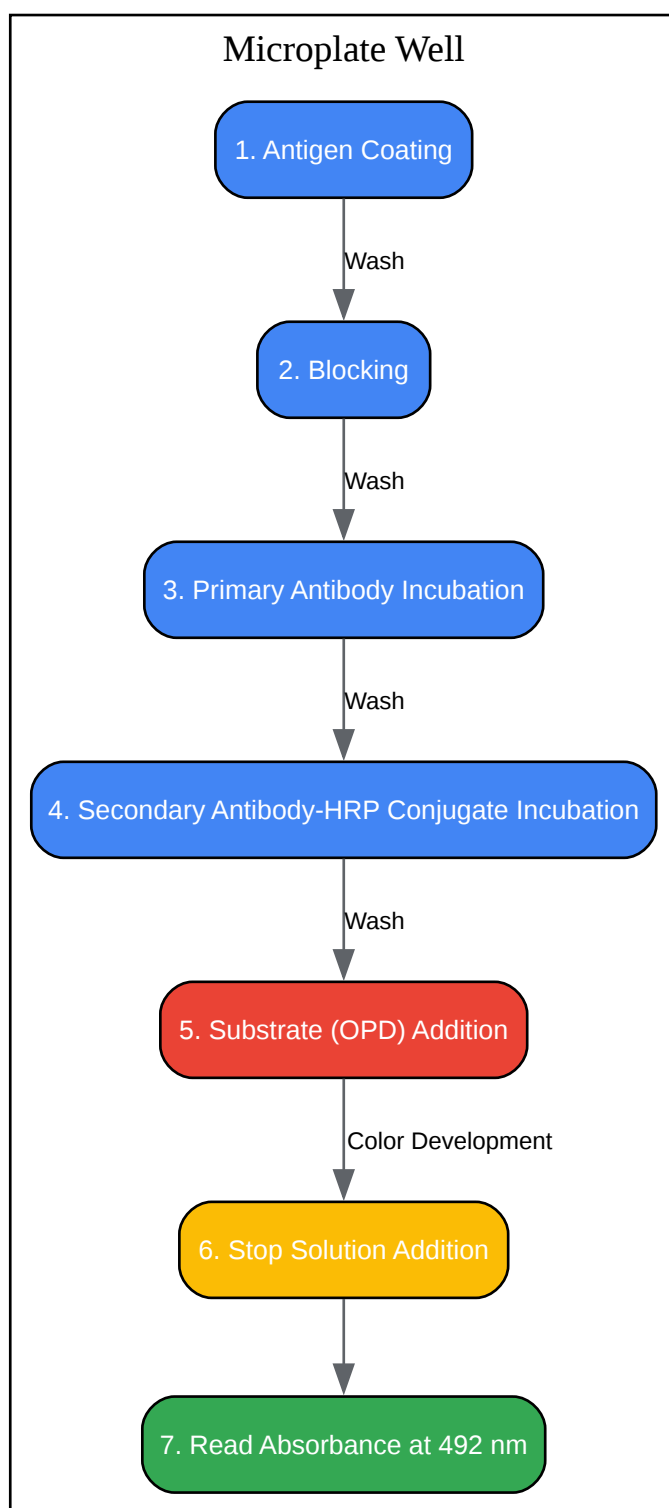 Microplate Well
1. Antigen Coating
Wash
2. Blocking
Wash
3. Primary Antibody Incubation
Wash
4. Secondary Antibody-HRP Conjugate Incubation
Wash
5. Substrate (OPD) Addition
Color Development
6. Stop Solution Addition
7. Read Absorbance at 492 nm